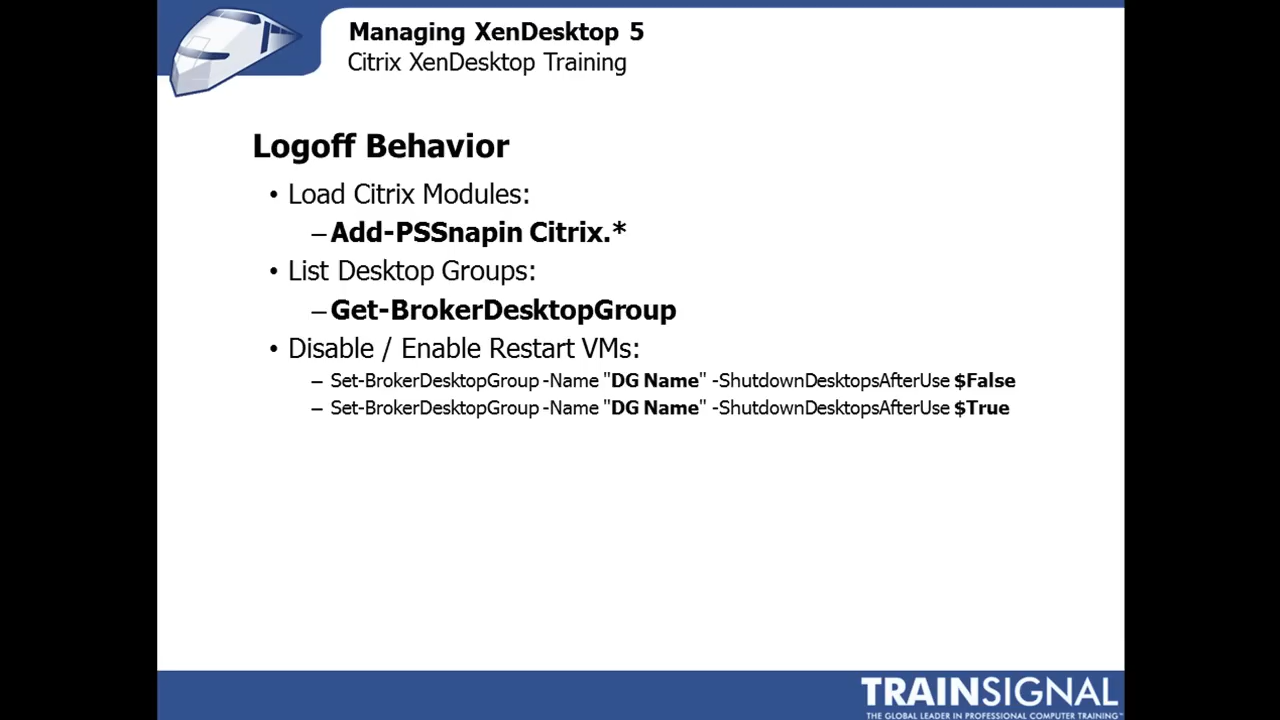 Managing XenDesktop 5
Citrix XenDesktop Training
Logoff Behavior
• Load Citrix Modules:
– Add-PSSnapin Citrix.*
• List Desktop Groups:
– Get-BrokerDesktopGroup
• Disable / Enable Restart VMs:
– Set-BrokerDesktopGroup -Name "DG Name" -ShutdownDesktopsAfterUse $False
– Set-BrokerDesktopGroup -Name "DG Name" -ShutdownDesktopsAfterUse $True
TRAINSIGNAL
THE GLOBAL LEADER IN PROFESSIONAL COMPUTER TRAINING™